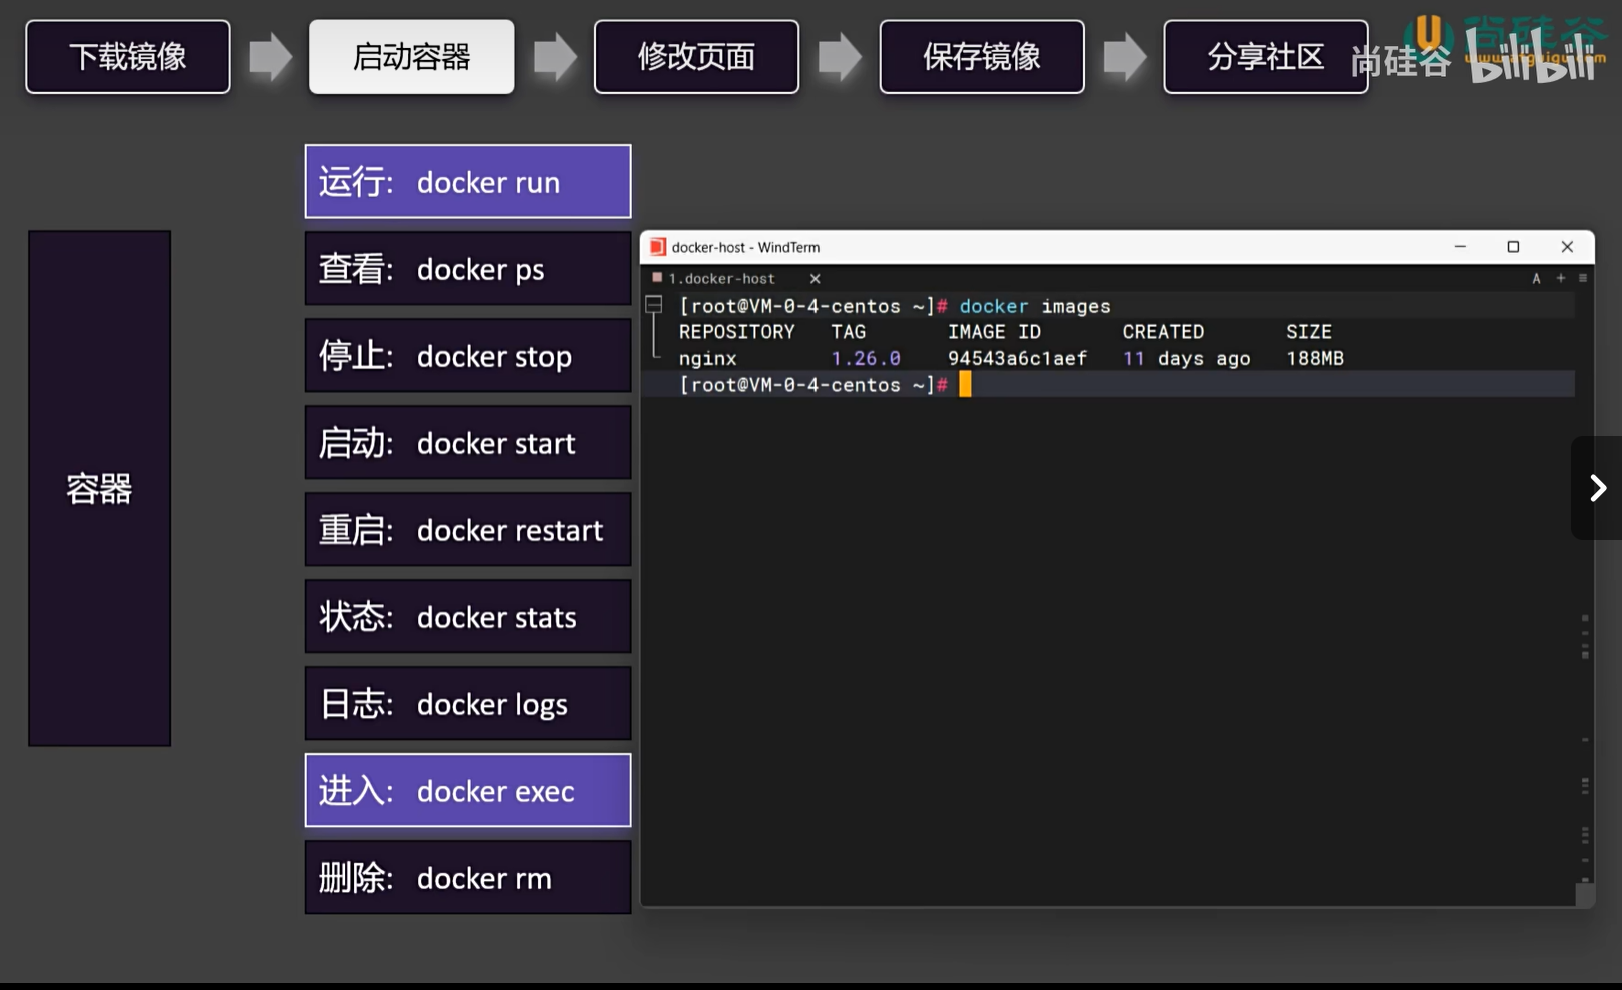 下载镜像
启动容器
修改页面
保存镜像
分享社区
尚硅谷
bilibili
尚硅谷
容器
运行: docker run
查看: docker ps
停止: docker stop
启动: docker start
重启: docker restart
状态: docker stats
日志: docker logs
进入: docker exec
删除: docker rm
docker-host - WindTerm
1.docker-host
A
[root@VM-0-4-centos ~]# docker images
REPOSITORY TAG IMAGE ID CREATED SIZE
nginx 1.26.0 94543a6c1aef 11 days ago 188MB
[root@VM-0-4-centos ~]#